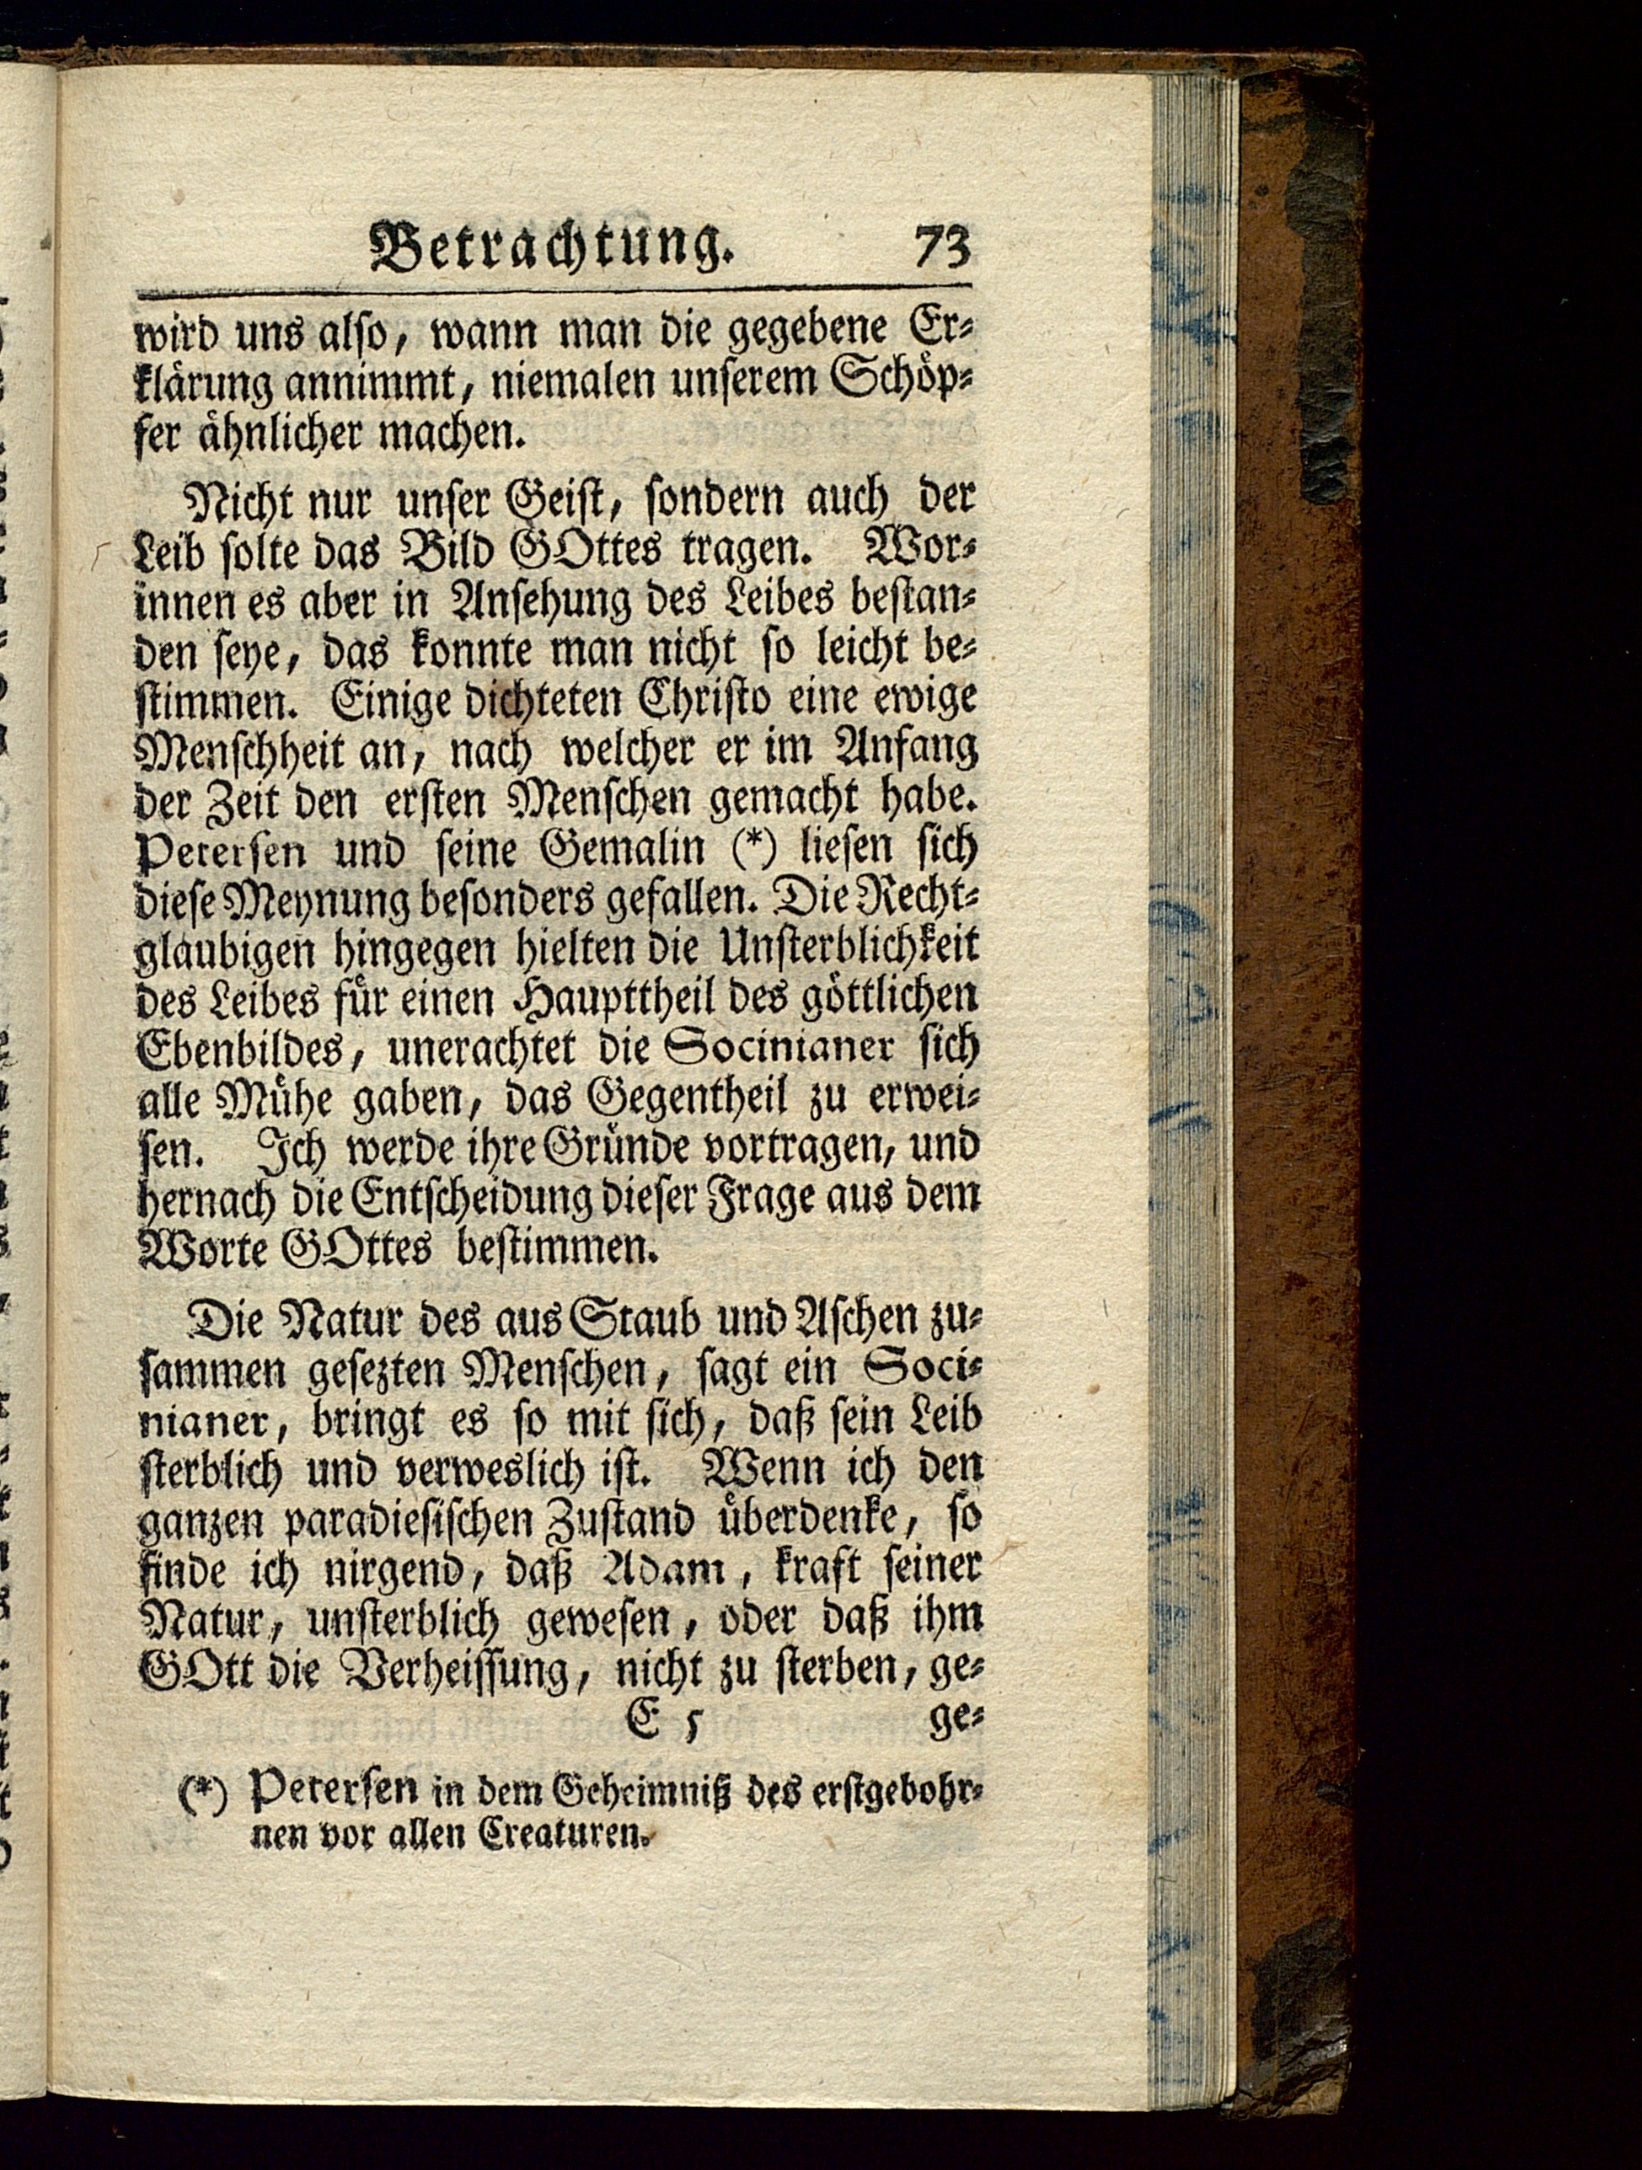 Betrachtung. 73
wird uns also, wann man die gegebene Er-
klärung annimmt, niemalen unserem Schöp-
fer ähnlicher machen.
Nicht nur unser Geist, sondern auch der
Leib solte das Bild GOttes tragen. Wor-
innen es aber in Ansehung des Leibes bestan-
den seye, das konnte man nicht so leicht be-
stimmen. Einige dichteten Christo eine ewige
Menschheit an, nach welcher er im Anfang
der Zeit den ersten Menschen gemacht habe.
Petersen und seine Gemalin (*) liesen sich
diese Meynung besonders gefallen. Die Recht-
glaubigen hingegen hielten die Unsterblichkeit
des Leibes für einen Haupttheil des göttlichen
Ebenbildes, unerachtet die Socinianer sich
alle Mühe gaben, das Gegentheil zu erwei-
sen. Ich werde ihre Gründe vortragen, und
hernach die Entscheidung dieser Frage aus dem
Worte GOttes bestimmen.
Die Natur des aus Staub und Aschen zu-
sammen gesezten Menschen, sagt ein Soci-
nianer, bringt es so mit sich, daß sein Leib
sterblich und verweslich ist. Wenn ich den
ganzen paradiesischen Zustand überdenke, so
finde ich nirgend, daß Adam, kraft seiner
Natur, unsterblich gewesen, oder daß ihm
GOtt die Verheissung, nicht zu sterben, ge-
E 5 ge-
(*) Petersen in dem Geheimniß des erstgebohr-
nen vor allen Creaturen.